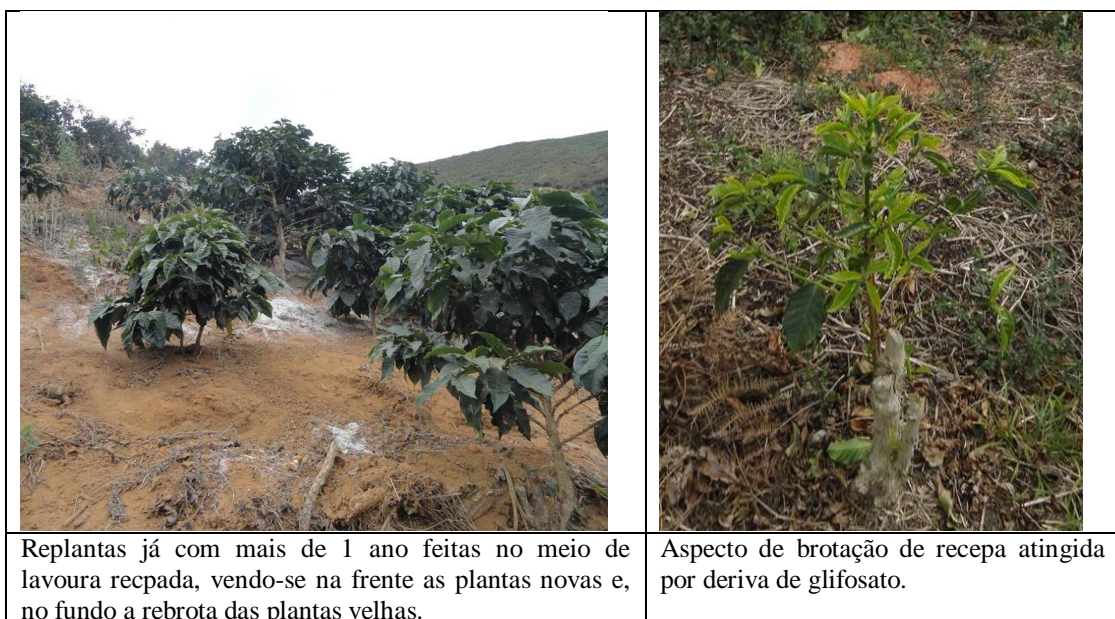 Replantas já com mais de 1 ano feitas no meio de
lavoura recpada, vendo-se na frente as plantas novas e,
no fundo a rebrota das plantas velhas.
Aspecto de brotação de recepa atingida
por deriva de glifosato.